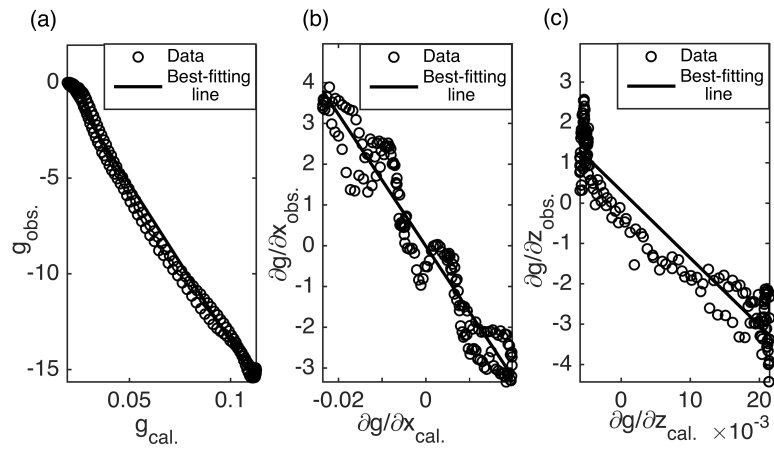 (a)
Data
Best-fitting
line
0
-5
-10
-15
0.05
0.1
g_obs.
g_cal.
(b)
Data
Best-fitting
line
4
3
2
1
0
-1
-2
-3
-0.02
0
∂g/∂x_obs.
∂g/∂x_cal.
(c)
Data
Best-fitting
line
3
2
1
0
-1
-2
-3
-4
0
10
20
∂g/∂z_obs.
∂g/∂z_cal. ×10⁻³